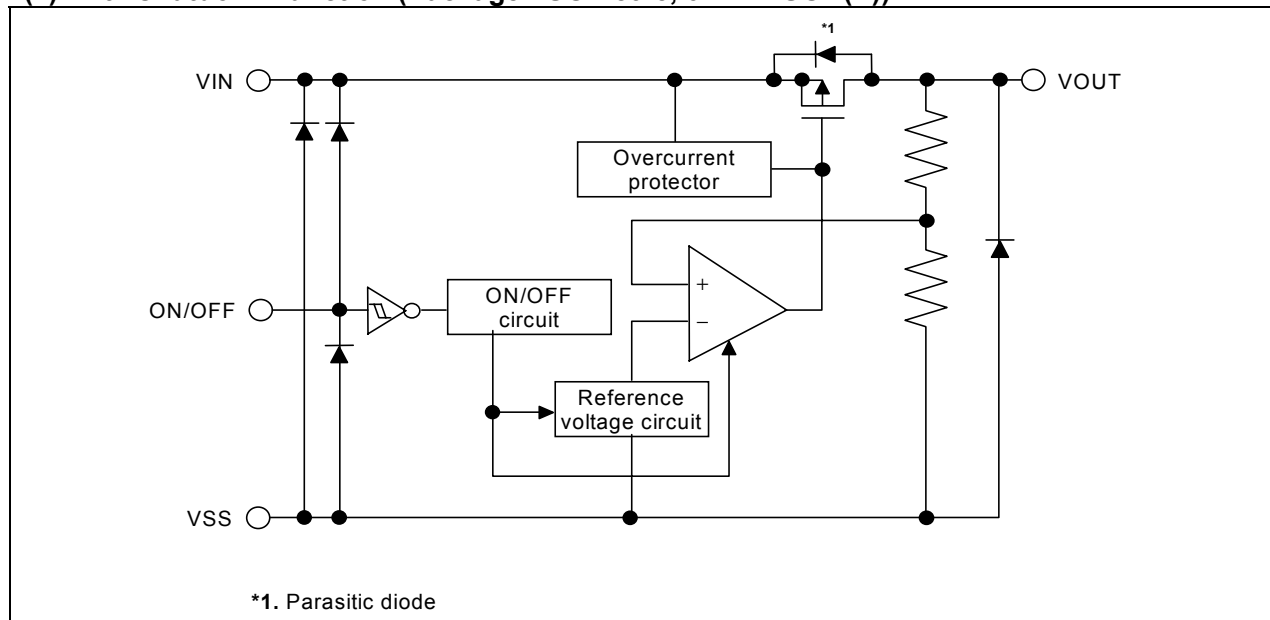 *1
VIN
VOUT
Overcurrent
protector
+
−
ON/OFF
ON/OFF
circuit
Reference
voltage circuit
VSS
*1. Parasitic diode